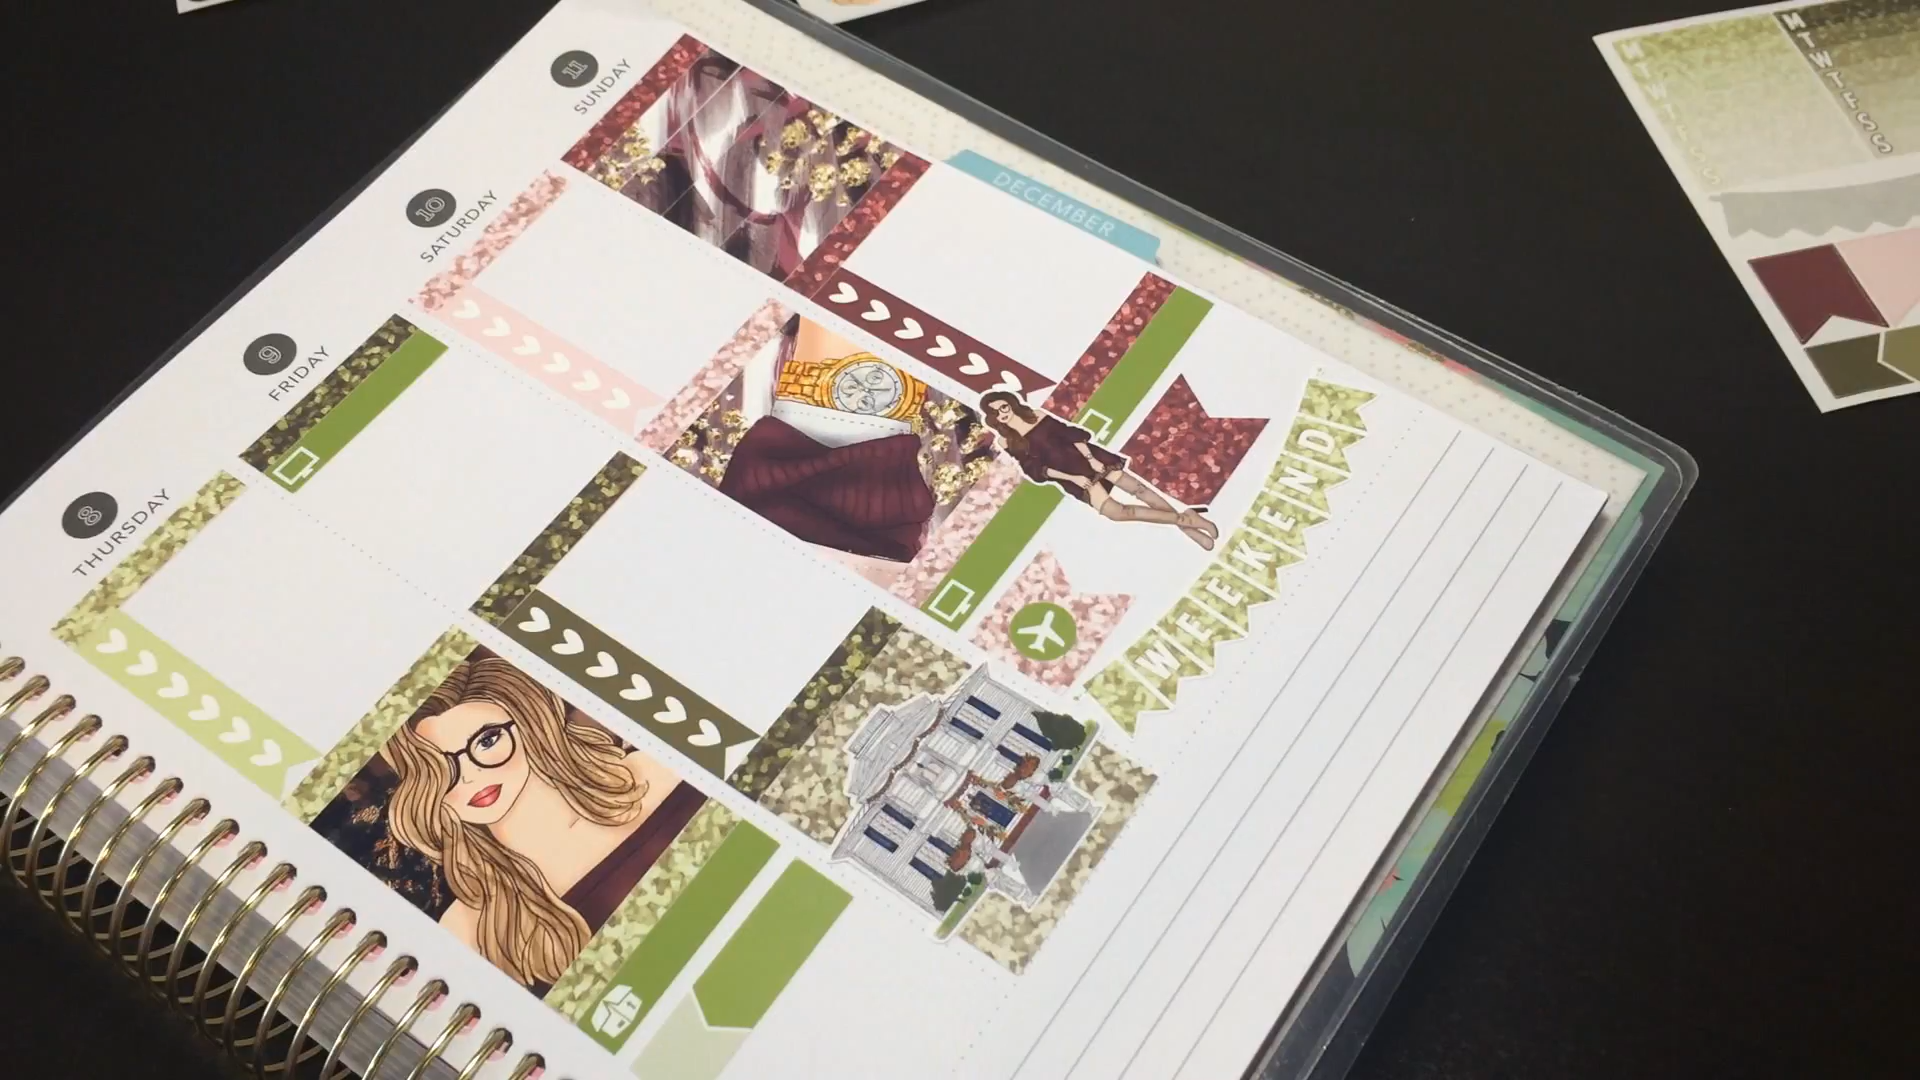 11
SUNDAY
10
SATURDAY
9
FRIDAY
8
THURSDAY
DECEMBER
WEEKEND
M T W T F S S
M T W T F S S